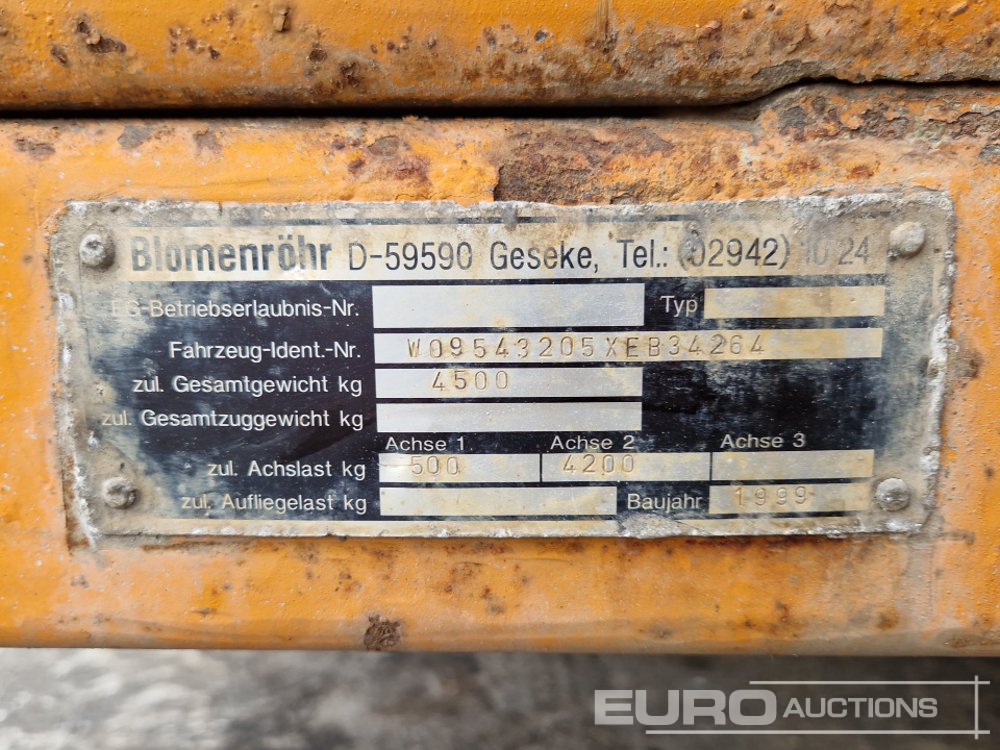 Blomenröhr D-59590 Geseke, Tel.: (02942) 10 24
EG-Betriebserlaubnis-Nr. Typ
Fahrzeug-Ident.-Nr. W09543205XEB34264
zul. Gesamtgewicht kg 4500
zul. Gesamtzuggewicht kg
Achse 1 Achse 2 Achse 3
zul. Achslast kg 500 4200
zul. Aufliegelast kg Baujahr 1999
EURO AUCTIONS